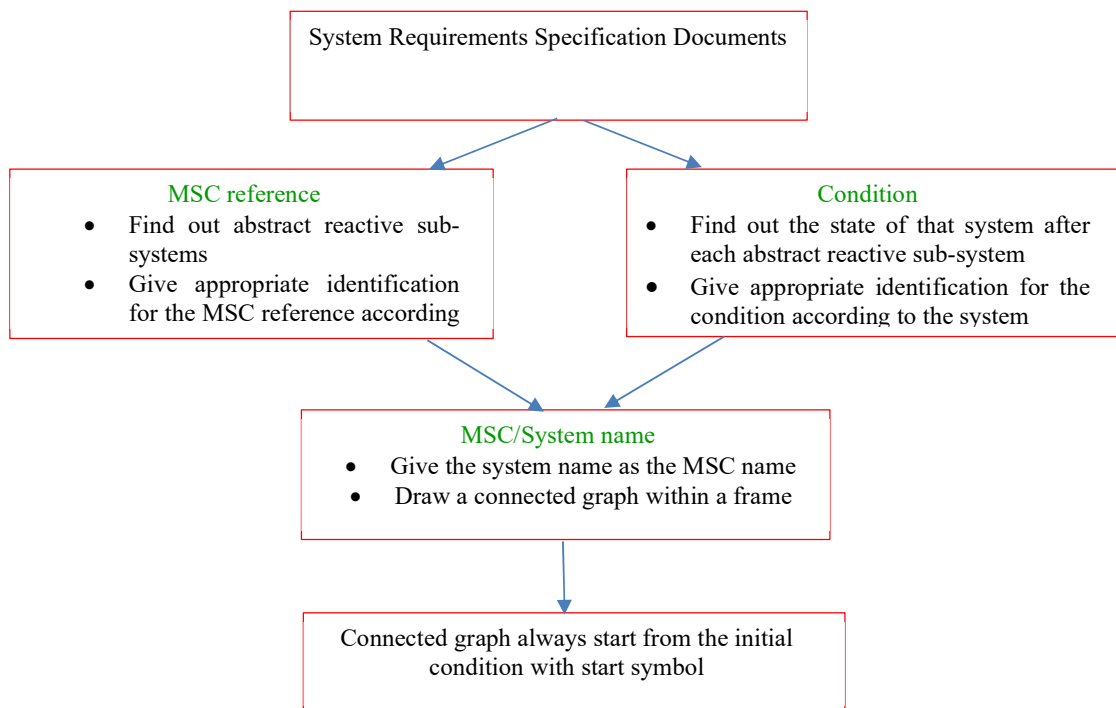 System Requirements Specification Documents
MSC reference
• Find out abstract reactive sub-
systems
• Give appropriate identification
for the MSC reference according
Condition
• Find out the state of that system after
each abstract reactive sub-system
• Give appropriate identification for the
condition according to the system
MSC/System name
• Give the system name as the MSC name
• Draw a connected graph within a frame
Connected graph always start from the initial
condition with start symbol